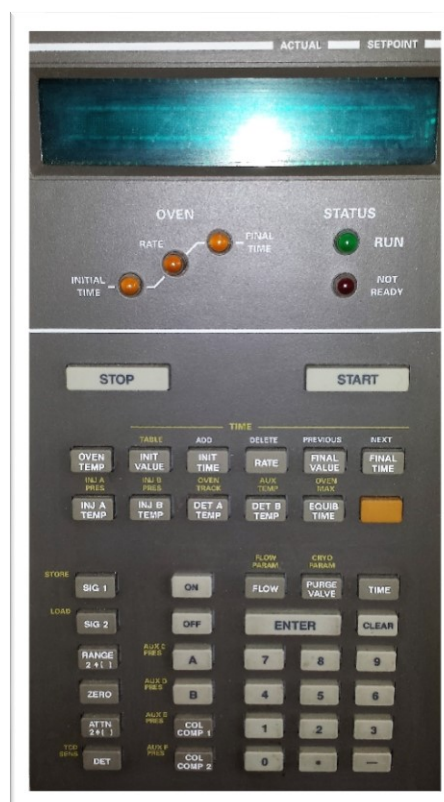 ACTUAL SETPOINT
OVEN STATUS
RATE FINAL TIME RUN
INITIAL TIME NOT READY
STOP START
TIME
TABLE ADD DELETE PREVIOUS NEXT
OVEN TEMP INIT VALUE INIT TIME RATE FINAL VALUE FINAL TIME
INJ A PRES INJ B PRES OVEN TRACK AUX TEMP OVEN MAX
INJ A TEMP INJ B TEMP DET A TEMP DET B TEMP EQUIB TIME
FLOW PARAM CRYO PARAM
STORE SIG 1 ON FLOW PURGE VALVE TIME
LOAD SIG 2 OFF ENTER CLEAR
RANGE 2↑( ) AUX C PRES A 7 8 9
ZERO AUX D PRES B 4 5 6
ATTN 2↑( ) AUX E PRES COL COMP 1 1 2 3
TCD SENS DET AUX F PRES COL COMP 2 0 • —